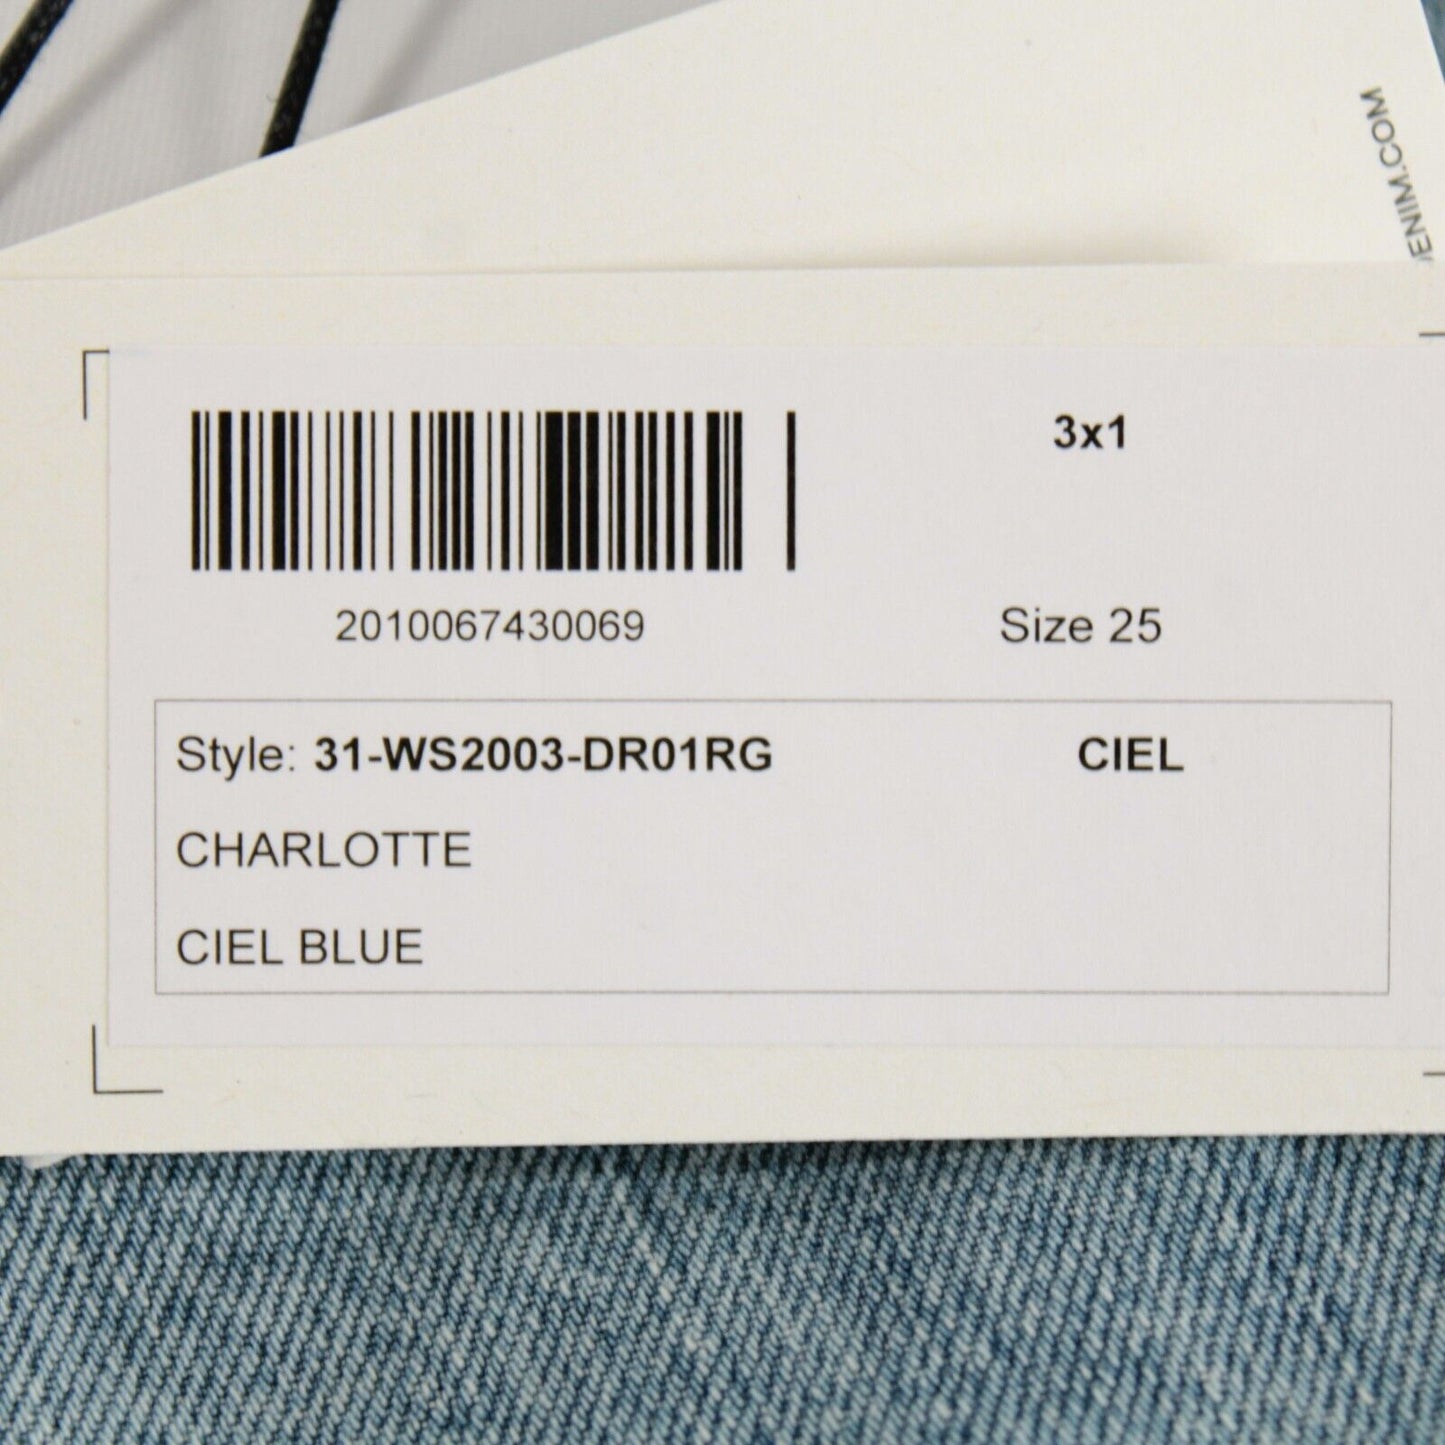 ENIM.COM
3x1
2010067430069
Size 25
Style: 31-WS2003-DR01RG CIEL
CHARLOTTE
CIEL BLUE